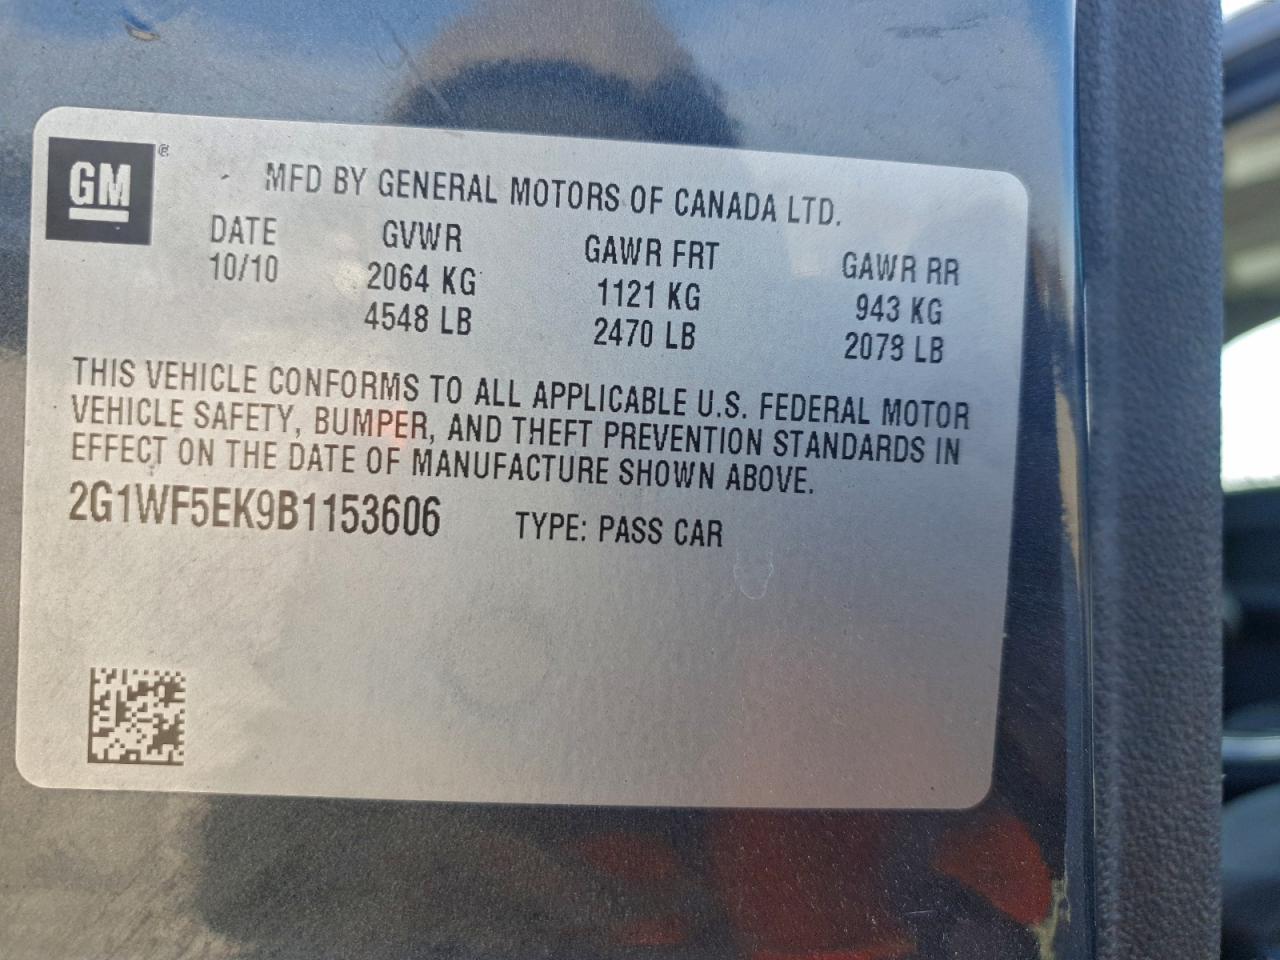 GM ®
MFD BY GENERAL MOTORS OF CANADA LTD.
DATE GVWR GAWR FRT GAWR RR
10/10 2064 KG 1121 KG 943 KG
4548 LB 2470 LB 2078 LB
THIS VEHICLE CONFORMS TO ALL APPLICABLE U.S. FEDERAL MOTOR
VEHICLE SAFETY, BUMPER, AND THEFT PREVENTION STANDARDS IN
EFFECT ON THE DATE OF MANUFACTURE SHOWN ABOVE.
2G1WF5EK9B1153606 TYPE: PASS CAR